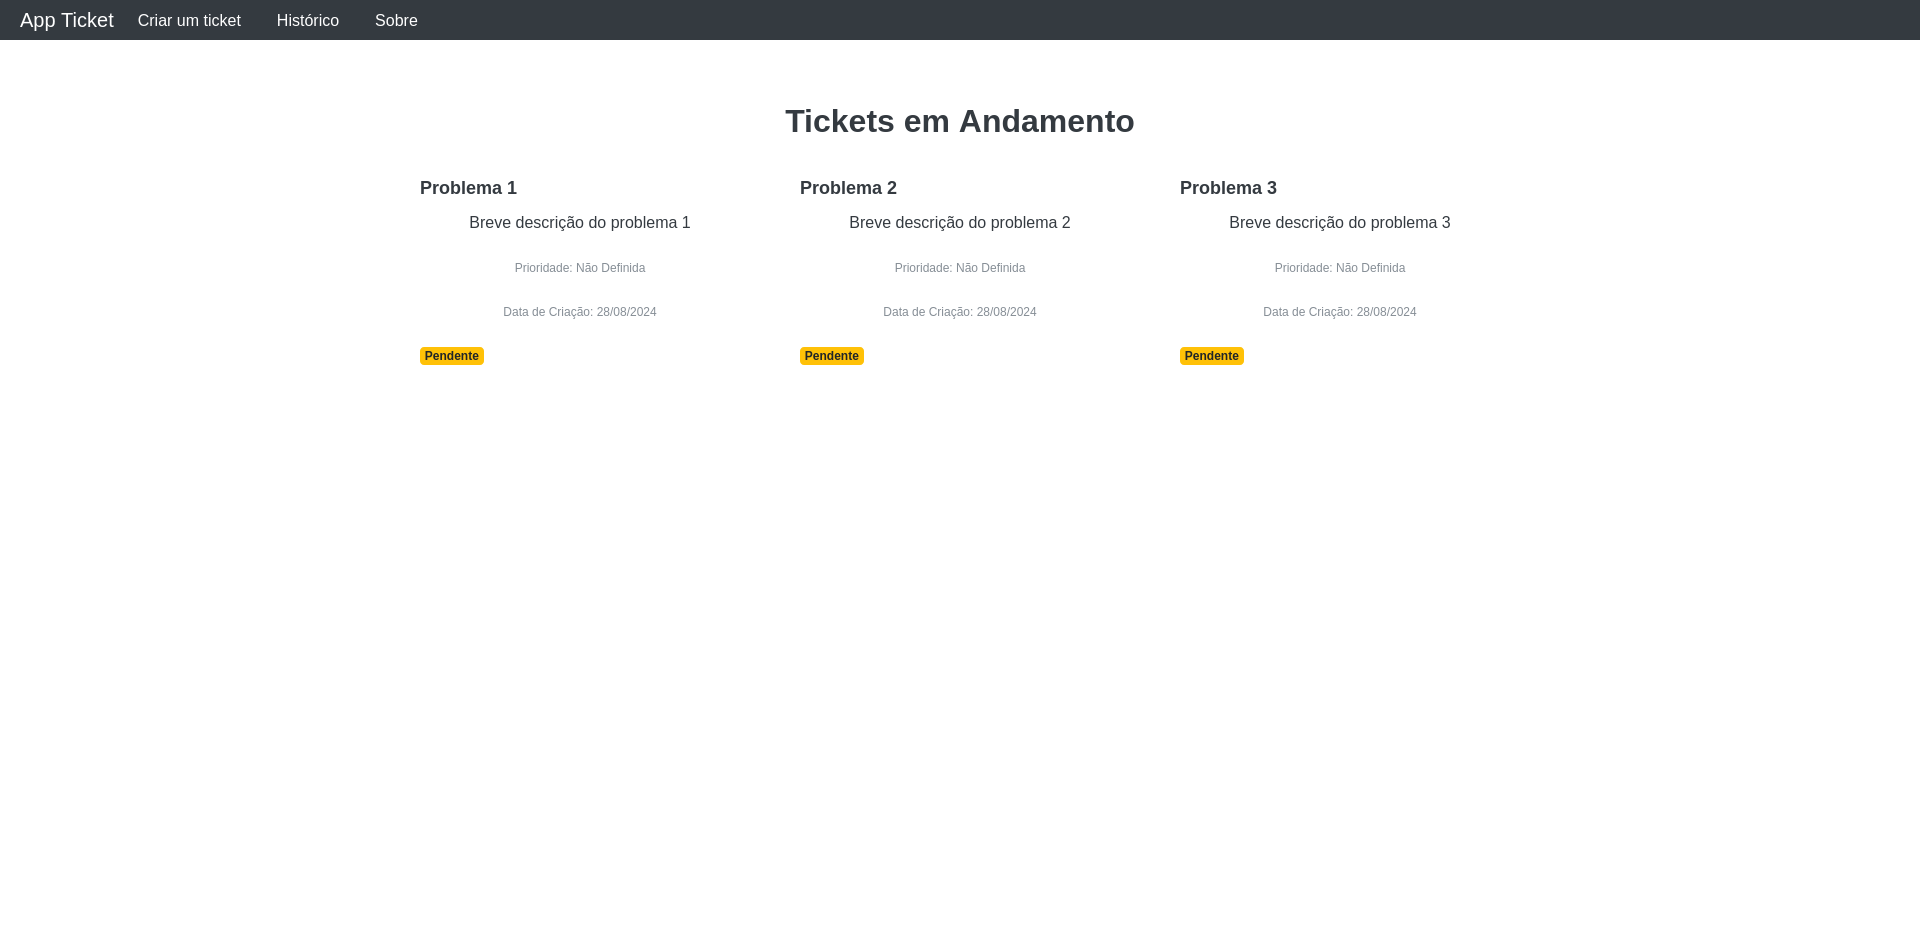 App Ticket Criar um ticket Histórico Sobre
Tickets em Andamento
Problema 1
Breve descrição do problema 1
Prioridade: Não Definida
Data de Criação: 28/08/2024
Pendente
Problema 2
Breve descrição do problema 2
Prioridade: Não Definida
Data de Criação: 28/08/2024
Pendente
Problema 3
Breve descrição do problema 3
Prioridade: Não Definida
Data de Criação: 28/08/2024
Pendente